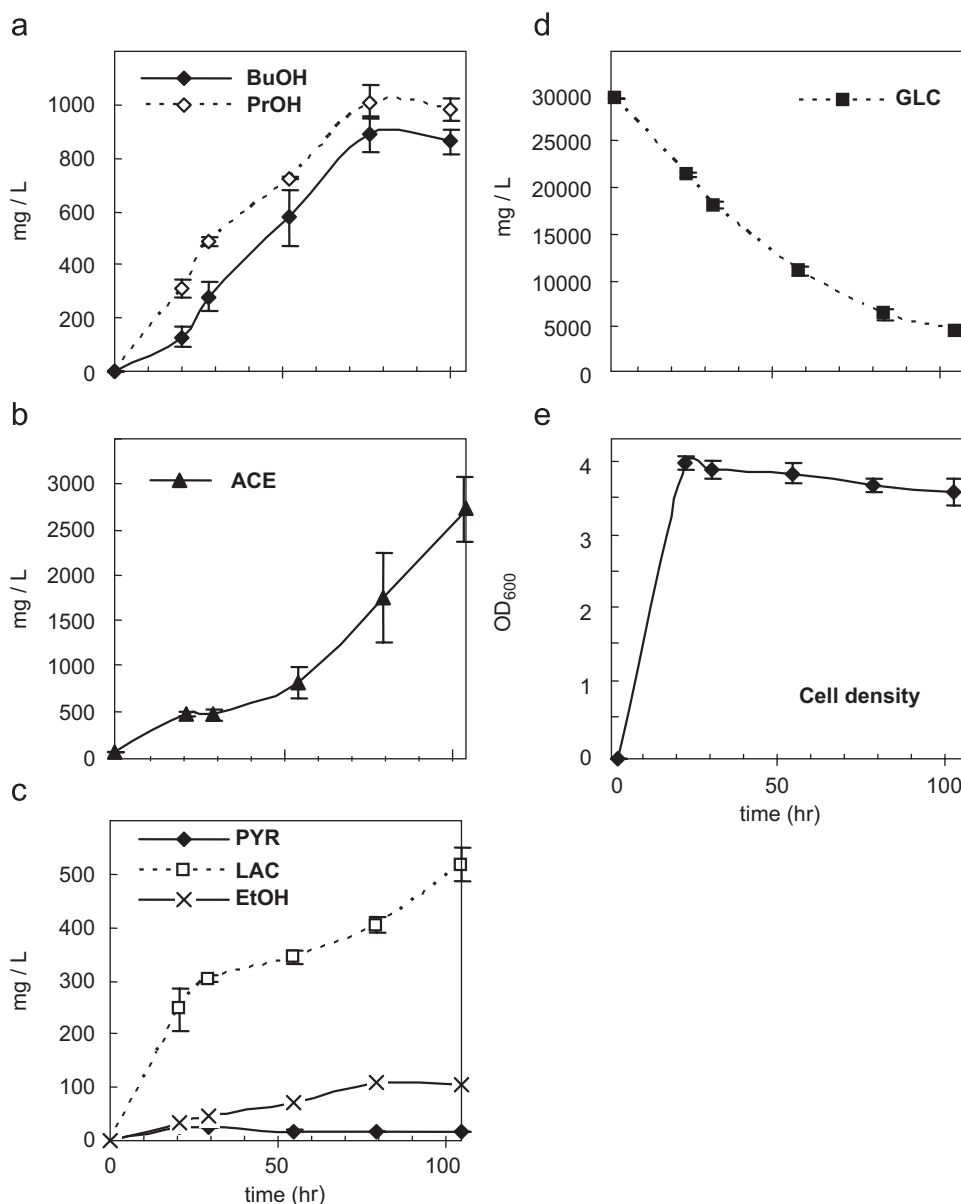 a
BuOH
PrOH
1000
800
600
400
200
0
mg / L
b
ACE
3000
2500
2000
1500
1000
500
0
mg / L
c
PYR
LAC
EtOH
500
400
300
200
100
0
mg / L
0 50 100
time (hr)
d
GLC
30000
25000
20000
15000
10000
5000
0
mg / L
e
4
3
2
1
0
OD600
Cell density
0 50 100
time (hr)